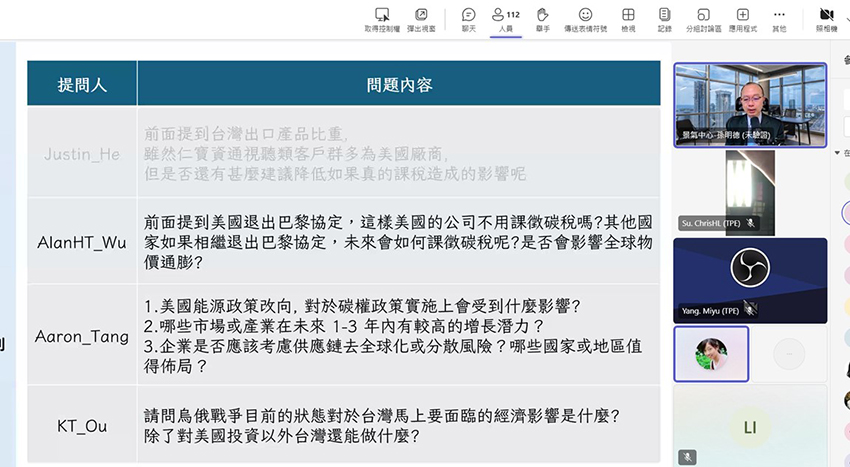 取得控制權 彈出視窗 聊天 112 人員 舉手 傳送表情符號 檢視 記錄 分組討論區 應用程式 其他 照相機
提問人 問題內容
Justin_He
前面提到台灣出口產品比重,
雖然仁寶資通視聽類客戶群多為美國廠商,
但是否還有甚麼建議降低如果真的課稅造成的影響呢
AlanHT_Wu
前面提到美國退出巴黎協定，這樣美國的公司不用課徵碳稅嗎?其他國
家如果相繼退出巴黎協定，未來會如何課徵碳稅呢?是否會影響全球物
價通膨?
Aaron_Tang
1.美國能源政策改向, 對於碳權政策實施上會受到什麼影響?
2.哪些市場或產業在未來 1-3 年內有較高的增長潛力？
3.企業是否應該考慮供應鏈去全球化或分散風險？哪些國家或地區值
得佈局？
KT_Ou
請問烏俄戰爭目前的狀態對於台灣馬上要面臨的經濟影響是什麼?
除了對美國投資以外台灣還能做什麼?
景氣中心 孫明德 (未驗證)
Su. ChrisHL (TPE)
Yang. Miyu (TPE)
LI